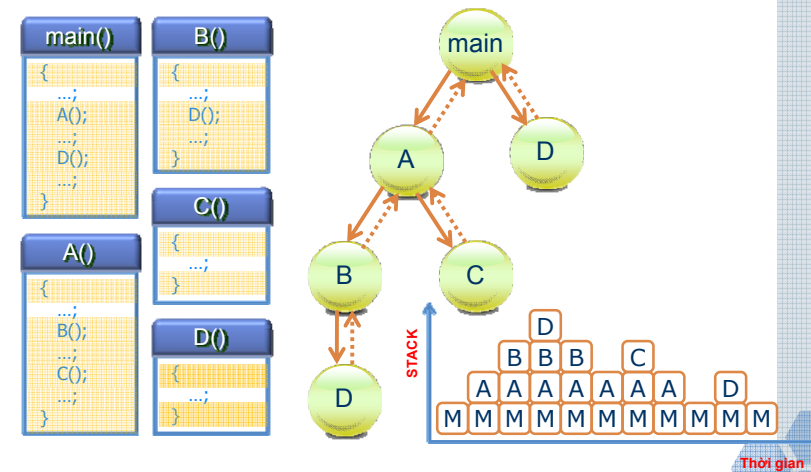 main()
{
...;
A();
...;
D();
...;
}
B()
{
...;
D();
...;
}
C()
{
...;
}
A()
{
...;
B();
...;
C();
...;
}
D()
{
...;
}
main
A
D
B
C
D
STACK
D
B B B C
A A A A A A A D
M M M M M M M M M M M
Thời gian